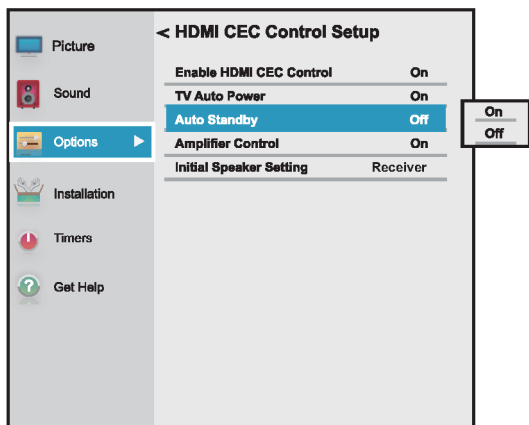 Picture
Sound
Options
Installation
Timers
Get Help
< HDMI CEC Control Setup
Enable HDMI CEC Control On
TV Auto Power On
Auto Standby Off
Amplifier Control On
Initial Speaker Setting Receiver
On
Off